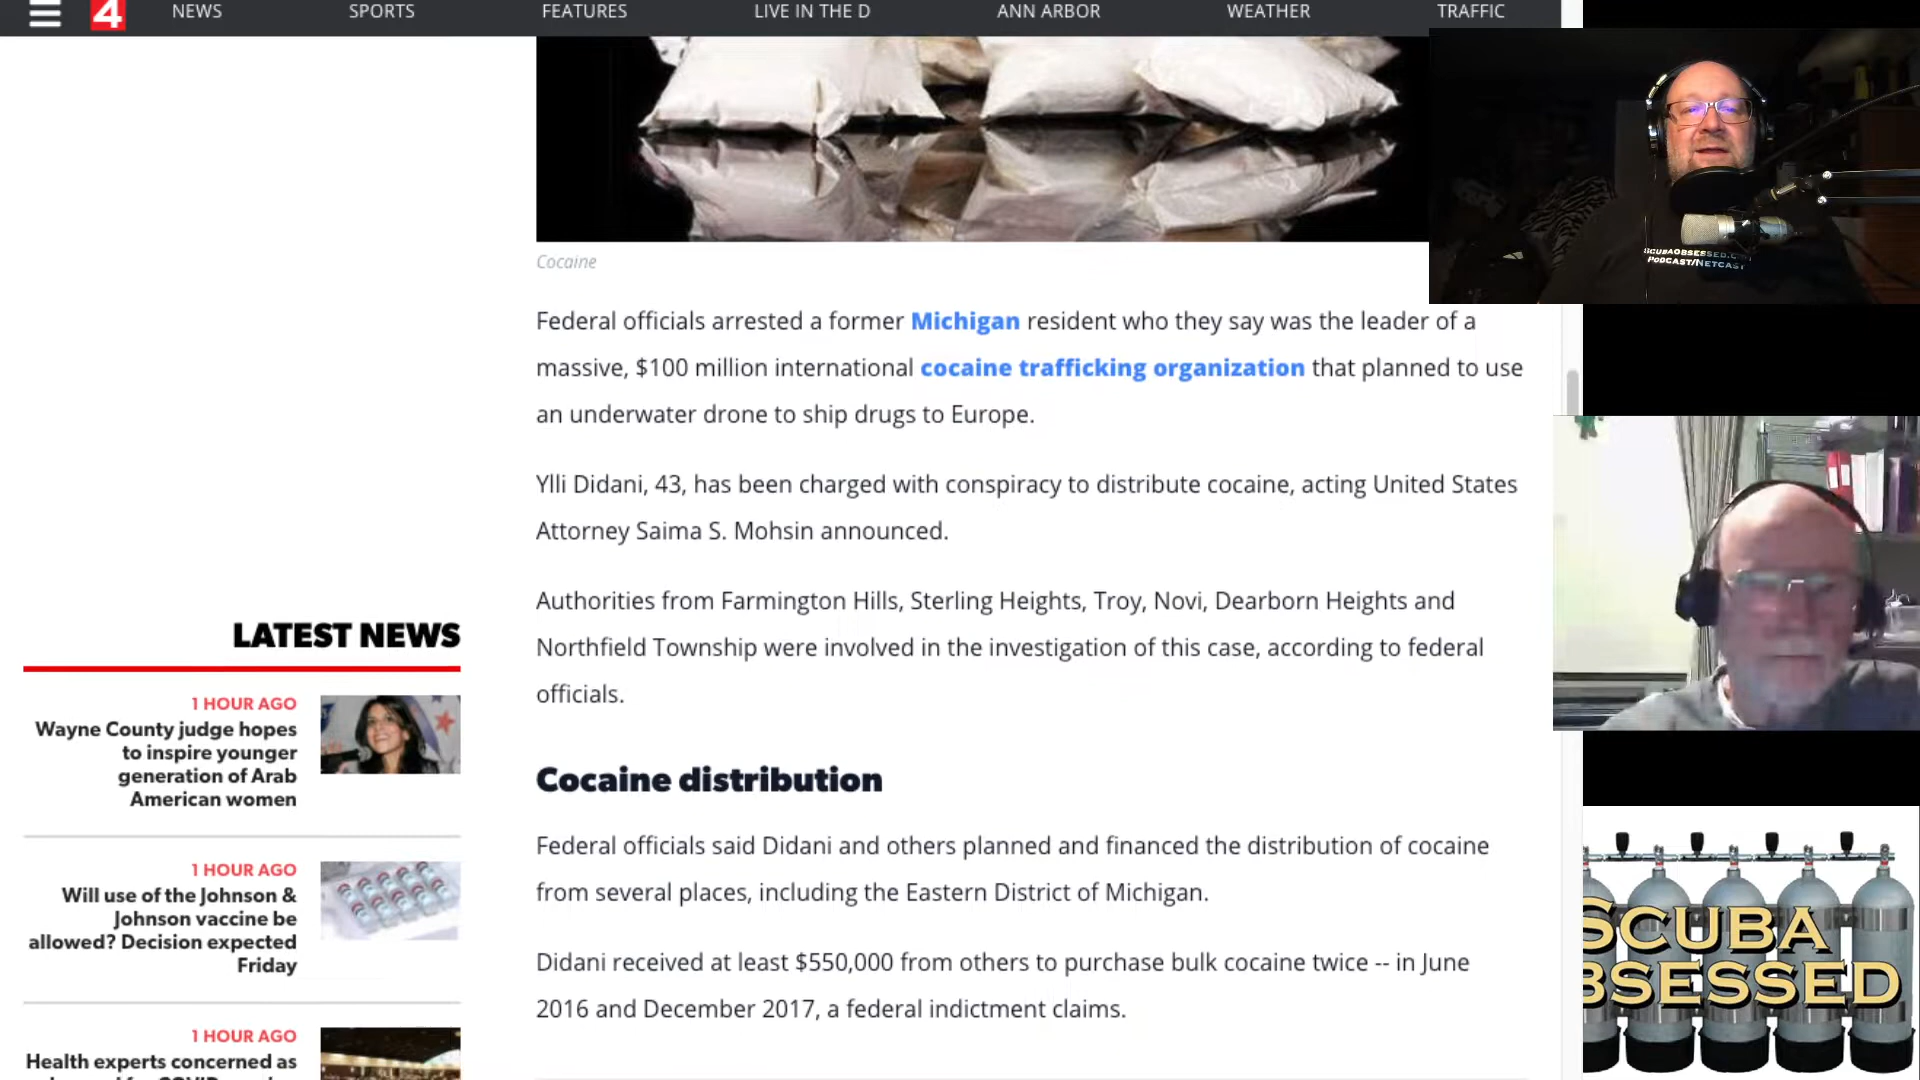 4 NEWS SPORTS FEATURES LIVE IN THE D ANN ARBOR WEATHER TRAFFIC
Cocaine
Federal officials arrested a former Michigan resident who they say was the leader of a
massive, $100 million international cocaine trafficking organization that planned to use
an underwater drone to ship drugs to Europe.
Ylli Didani, 43, has been charged with conspiracy to distribute cocaine, acting United States
Attorney Saima S. Mohsin announced.
Authorities from Farmington Hills, Sterling Heights, Troy, Novi, Dearborn Heights and
Northfield Township were involved in the investigation of this case, according to federal
officials.
Cocaine distribution
Federal officials said Didani and others planned and financed the distribution of cocaine
from several places, including the Eastern District of Michigan.
Didani received at least $550,000 from others to purchase bulk cocaine twice -- in June
2016 and December 2017, a federal indictment claims.
LATEST NEWS
1 HOUR AGO
Wayne County judge hopes
to inspire younger
generation of Arab
American women
1 HOUR AGO
Will use of the Johnson &
Johnson vaccine be
allowed? Decision expected
Friday
1 HOUR AGO
Health experts concerned as
PODCAST/NETCAST
SCUBA
BSESSED